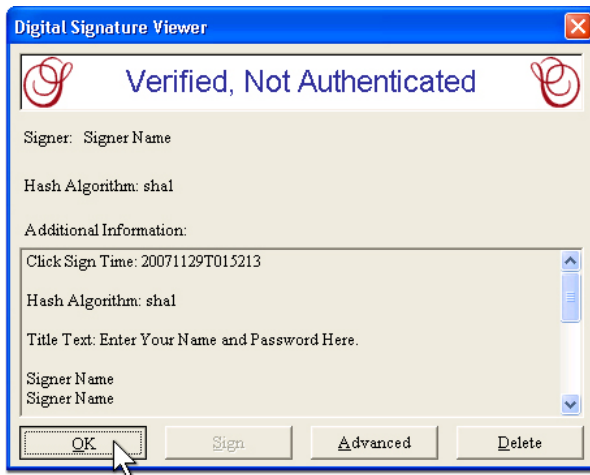 Digital Signature Viewer
Verified, Not Authenticated
Signer: Signer Name
Hash Algorithm: sha1
Additional Information:
Click Sign Time: 20071129T015213
Hash Algorithm: sha1
Title Text: Enter Your Name and Password Here.
Signer Name
Signer Name
OK Sign Advanced Delete